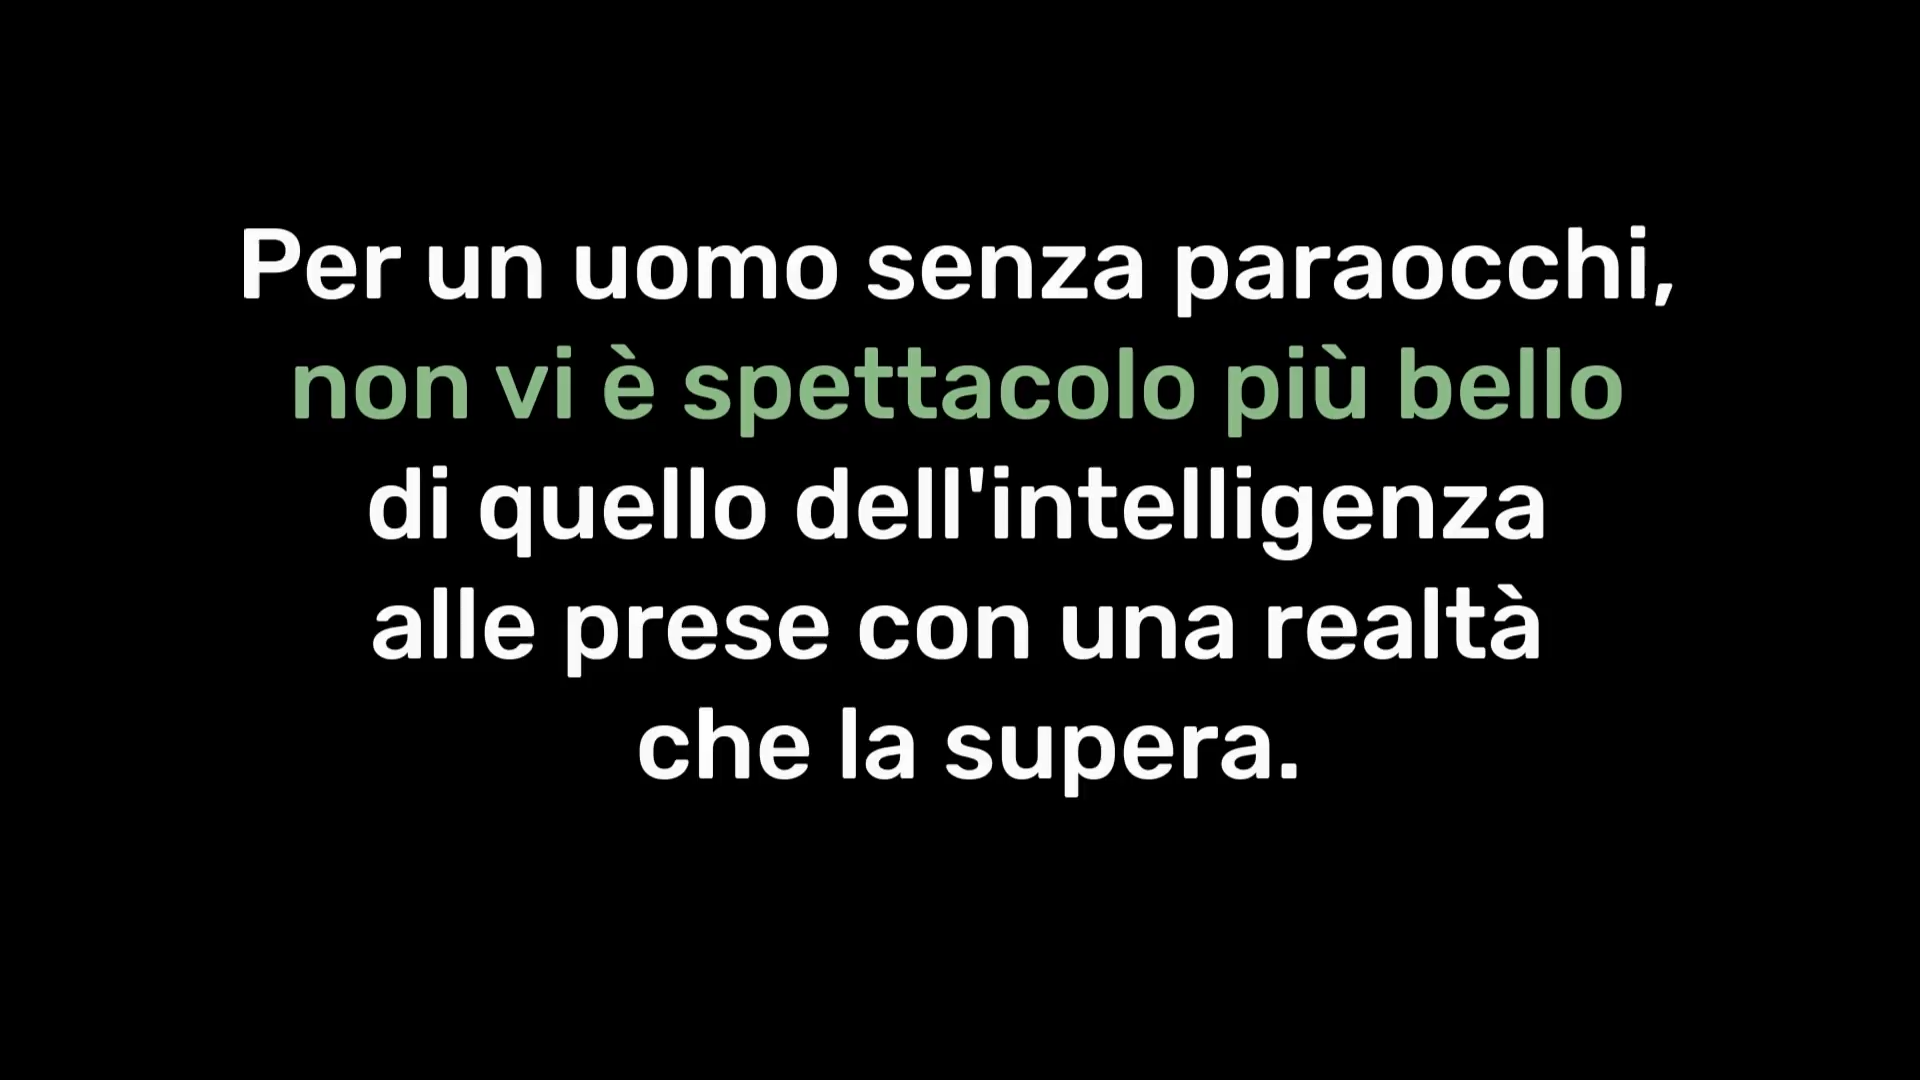 Per un uomo senza paraocchi,
non vi è spettacolo più bello
di quello dell'intelligenza
alle prese con una realtà
che la supera.